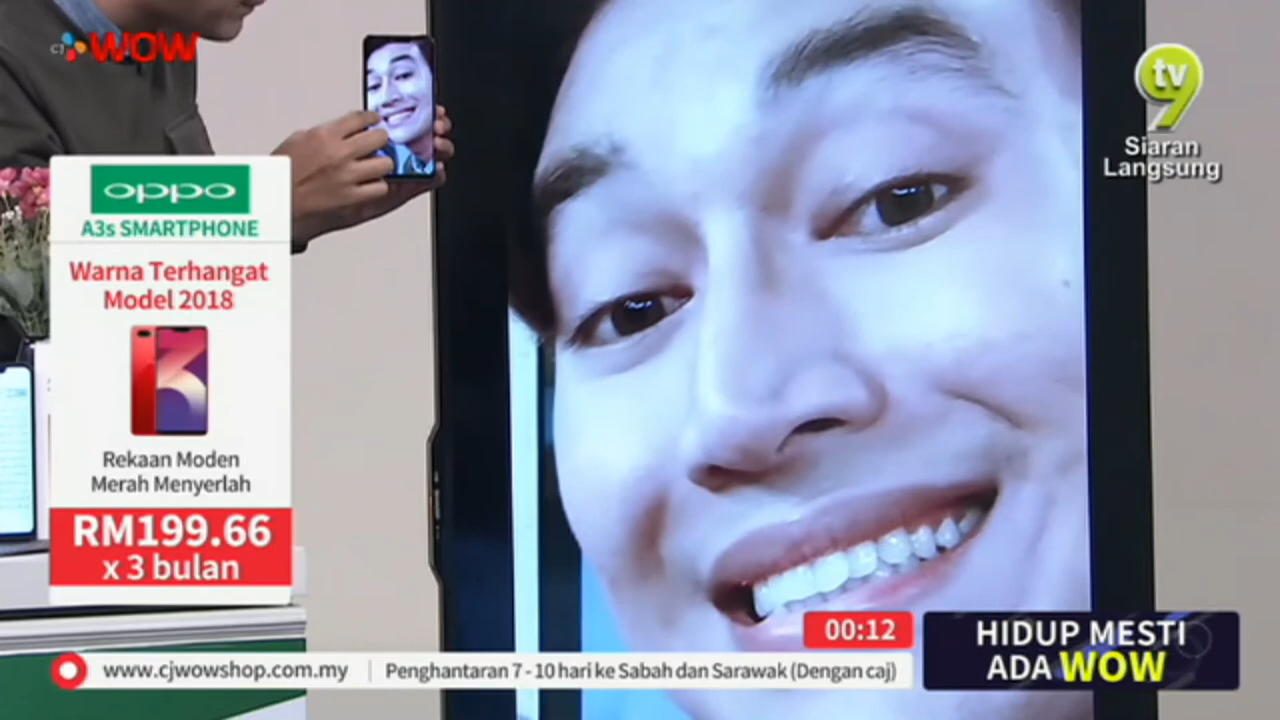 CJ WOW
tv
9
Siaran
Langsung
oppo
A3s SMARTPHONE
Warna Terhangat
Model 2018
Rekaan Moden
Merah Menyerlah
RM199.66
x 3 bulan
00:12
HIDUP MESTI
ADA WOW
www.cjwowshop.com.my
Penghantaran 7 - 10 hari ke Sabah dan Sarawak (Dengan caj)